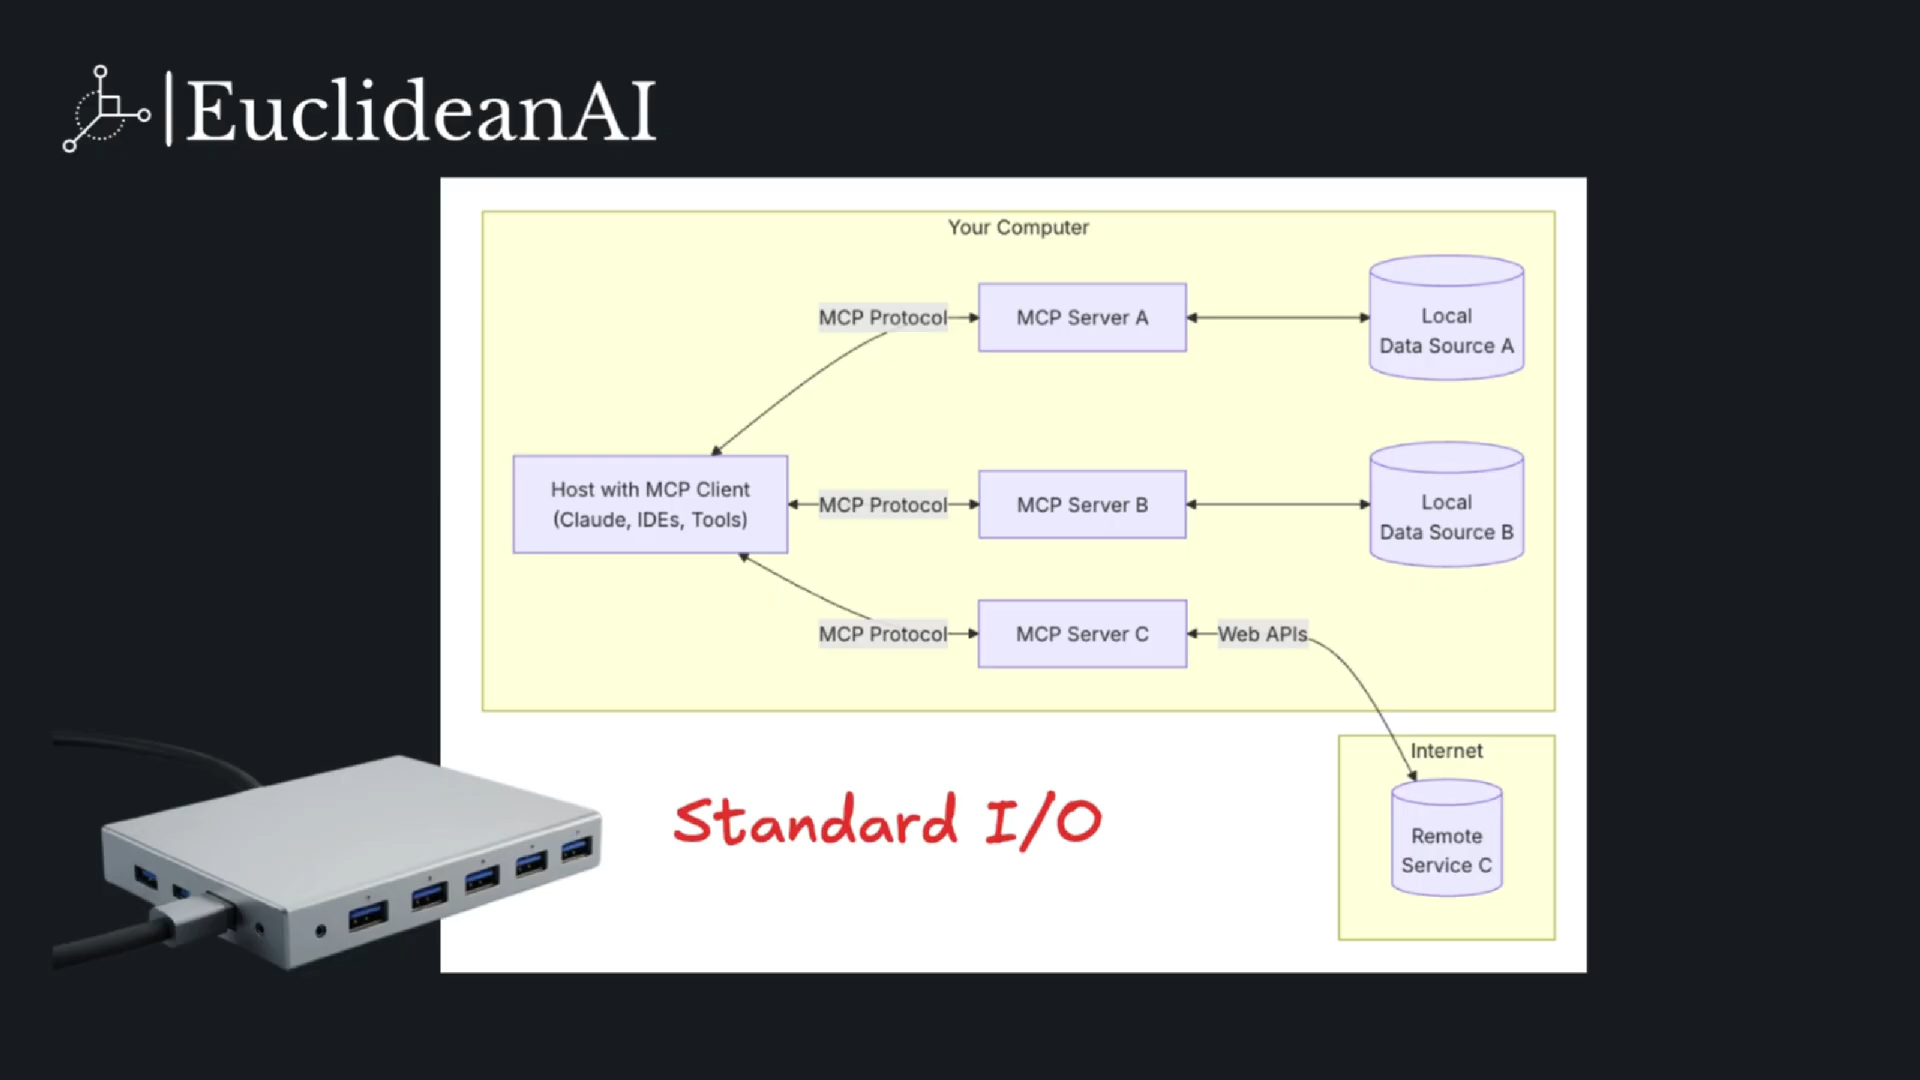 EuclideanAI
Your Computer
MCP Protocol
MCP Server A
Local
Data Source A
Host with MCP Client
(Claude, IDEs, Tools)
MCP Protocol
MCP Server B
Local
Data Source B
MCP Protocol
MCP Server C
Web APIs
Internet
Remote
Service C
Standard I/O